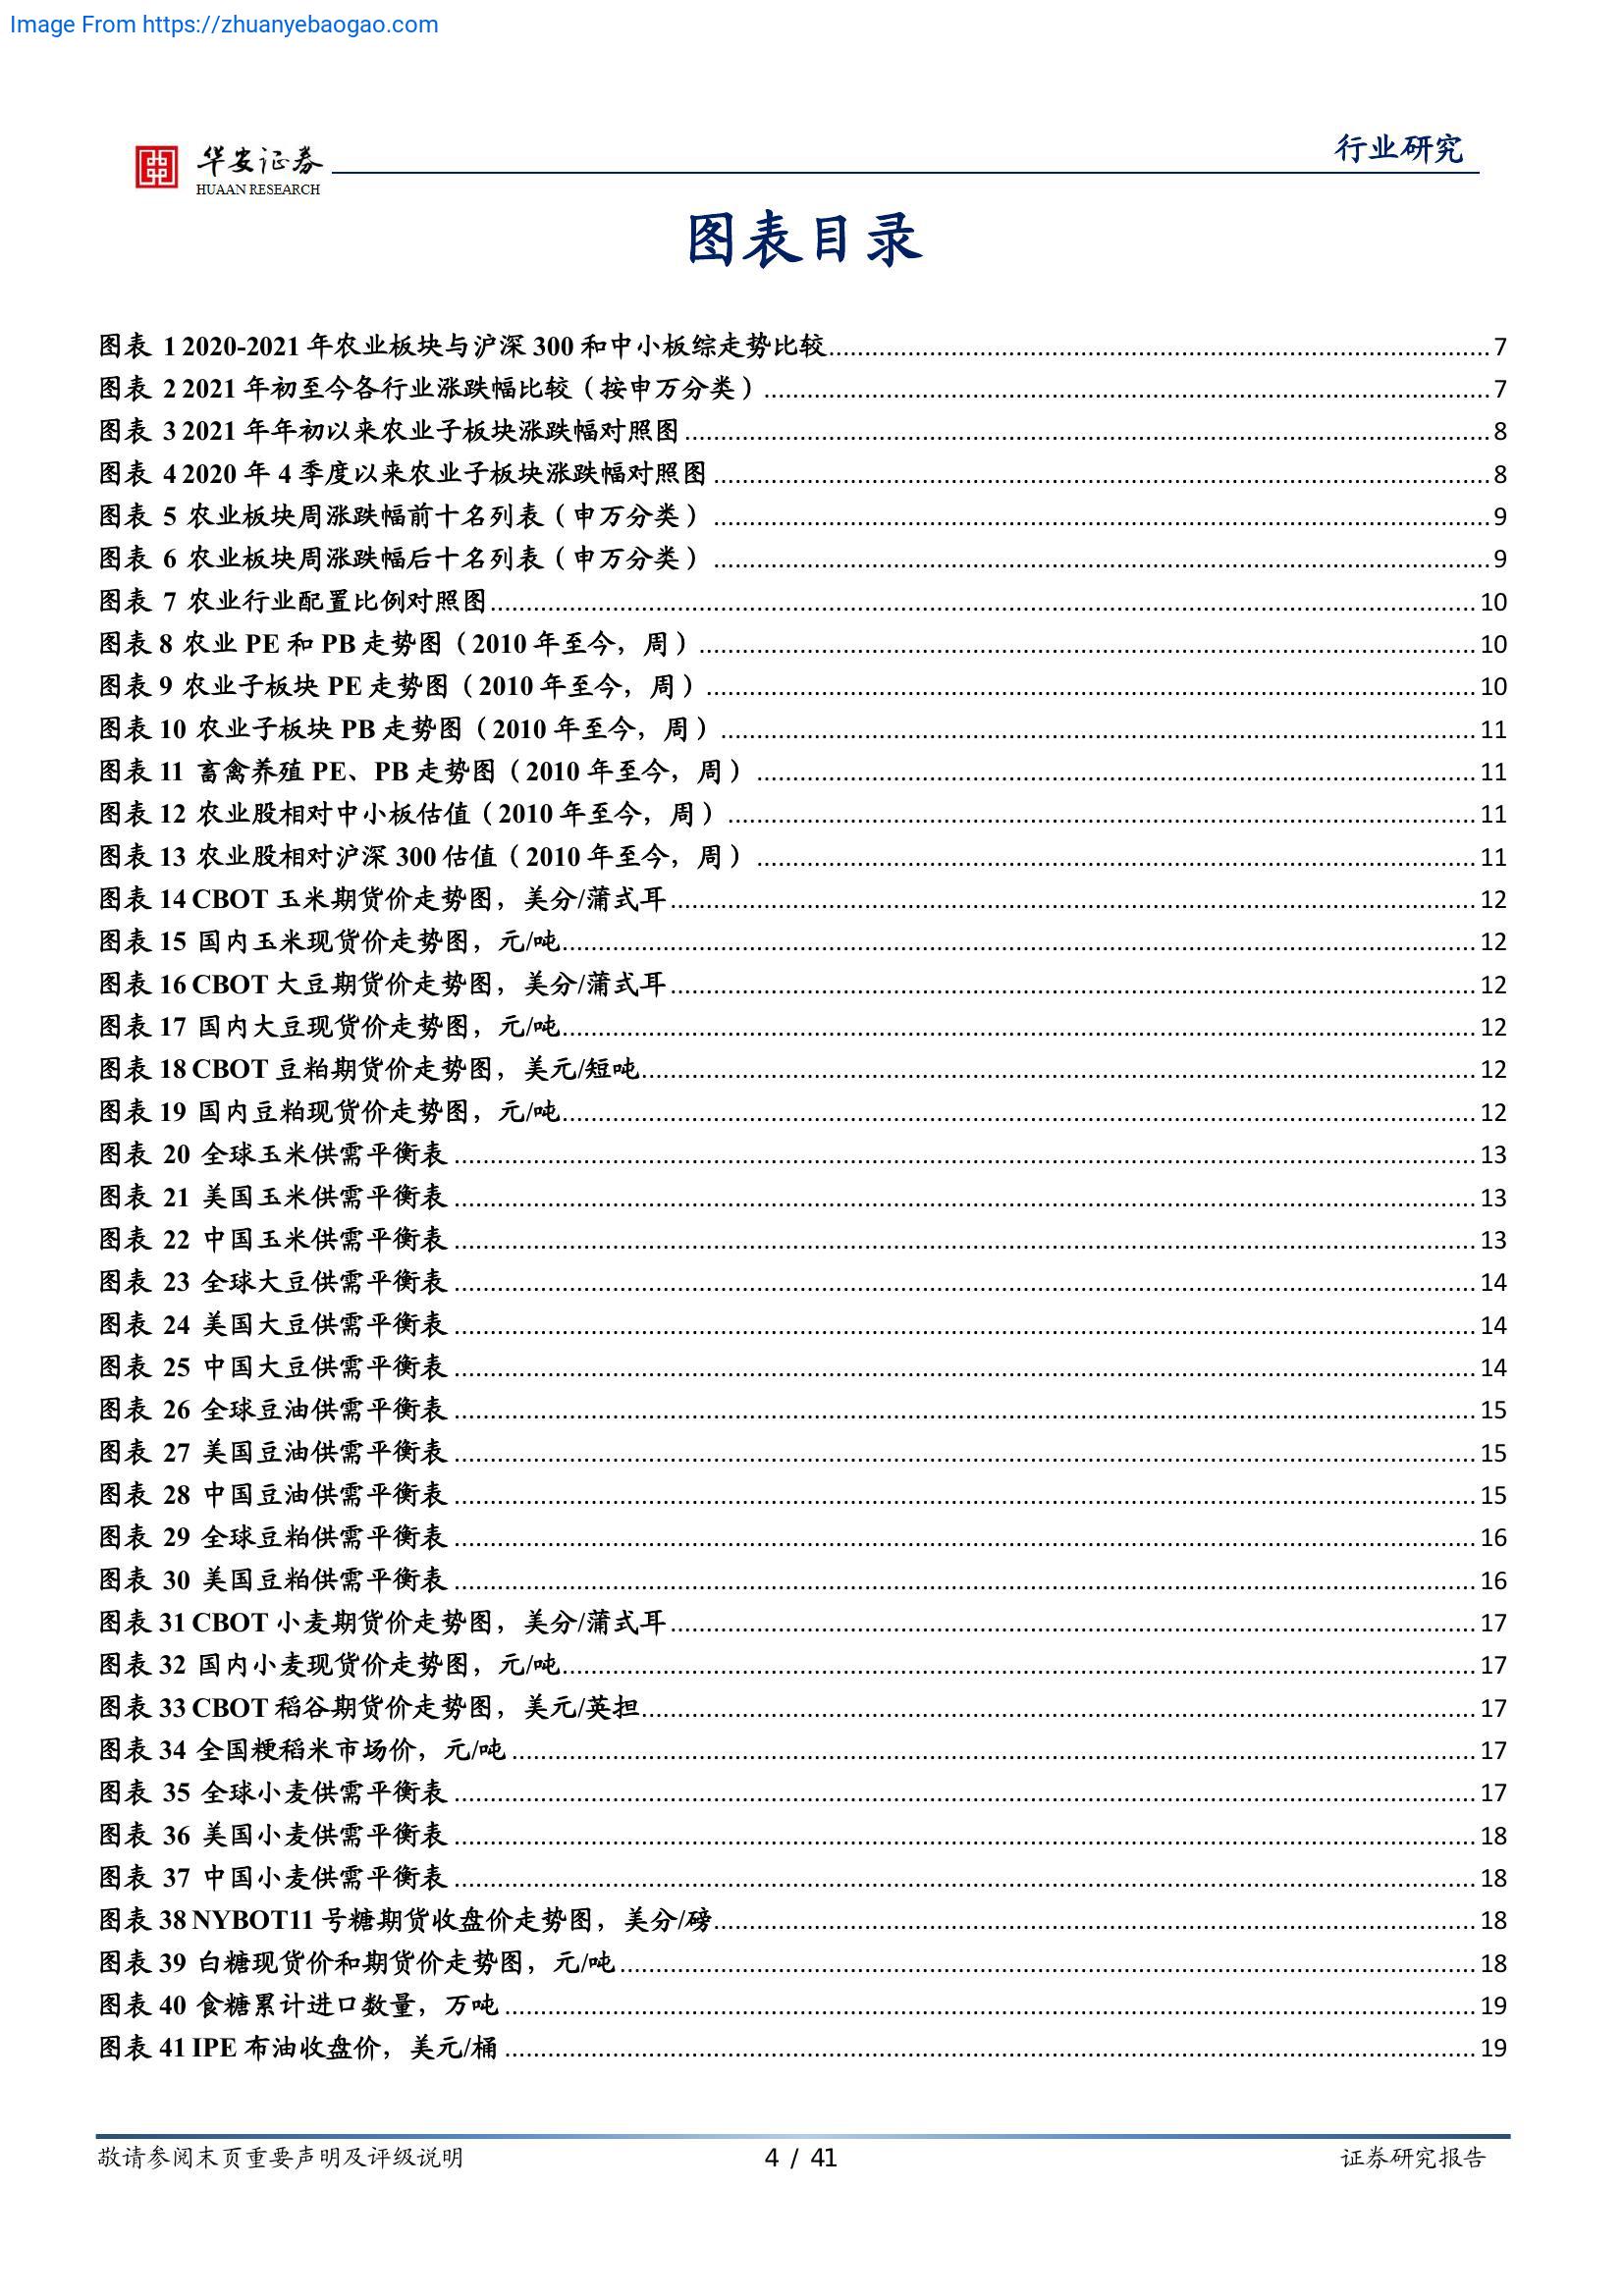 Image From https://zhuanyebaogao.com
华安证券
HUAAN RESEARCH
行业研究
图表目录
图表 1 2020-2021 年农业板块与沪深 300 和中小板综走势比较 7
图表 2 2021 年初至今各行业涨跌幅比较（按申万分类） 7
图表 3 2021 年年初以来农业子板块涨跌幅对照图 8
图表 4 2020 年 4 季度以来农业子板块涨跌幅对照图 8
图表 5 农业板块周涨跌幅前十名列表（申万分类） 9
图表 6 农业板块周涨跌幅后十名列表（申万分类） 9
图表 7 农业行业配置比例对照图 10
图表 8 农业 PE 和 PB 走势图（2010 年至今，周） 10
图表 9 农业子板块 PE 走势图（2010 年至今，周） 10
图表 10 农业子板块 PB 走势图（2010 年至今，周） 11
图表 11 畜禽养殖 PE、PB 走势图（2010 年至今，周） 11
图表 12 农业股相对中小板估值（2010 年至今，周） 11
图表 13 农业股相对沪深 300 估值（2010 年至今，周） 11
图表 14 CBOT 玉米期货价走势图，美分/蒲式耳 12
图表 15 国内玉米现货价走势图，元/吨 12
图表 16 CBOT 大豆期货价走势图，美分/蒲式耳 12
图表 17 国内大豆现货价走势图，元/吨 12
图表 18 CBOT 豆粕期货价走势图，美元/短吨 12
图表 19 国内豆粕现货价走势图，元/吨 12
图表 20 全球玉米供需平衡表 13
图表 21 美国玉米供需平衡表 13
图表 22 中国玉米供需平衡表 13
图表 23 全球大豆供需平衡表 14
图表 24 美国大豆供需平衡表 14
图表 25 中国大豆供需平衡表 14
图表 26 全球豆油供需平衡表 15
图表 27 美国豆油供需平衡表 15
图表 28 中国豆油供需平衡表 15
图表 29 全球豆粕供需平衡表 16
图表 30 美国豆粕供需平衡表 16
图表 31 CBOT 小麦期货价走势图，美分/蒲式耳 17
图表 32 国内小麦现货价走势图，元/吨 17
图表 33 CBOT 稻谷期货价走势图，美元/英担 17
图表 34 全国粳稻米市场价，元/吨 17
图表 35 全球小麦供需平衡表 17
图表 36 美国小麦供需平衡表 18
图表 37 中国小麦供需平衡表 18
图表 38 NYBOT11 号糖期货收盘价走势图，美分/磅 18
图表 39 白糖现货价和期货价走势图，元/吨 18
图表 40 食糖累计进口数量，万吨 19
图表 41 IPE 布油收盘价，美元/桶 19
敬请参阅末页重要声明及评级说明 4 / 41 证券研究报告